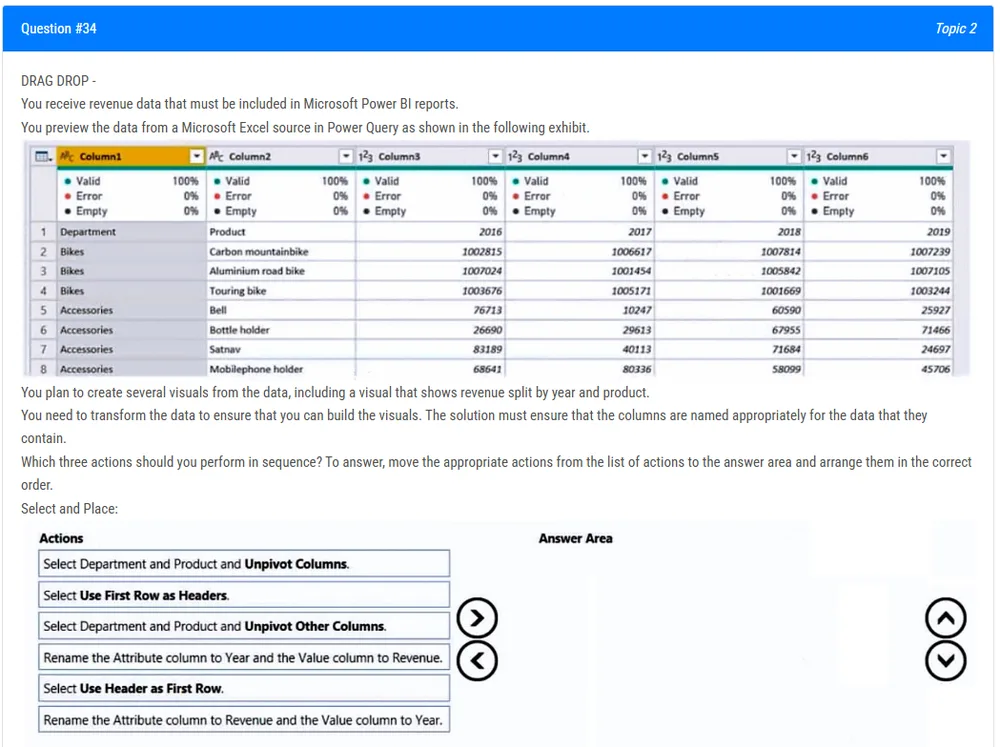 Question #34 Topic 2
DRAG DROP -
You receive revenue data that must be included in Microsoft Power BI reports.
You preview the data from a Microsoft Excel source in Power Query as shown in the following exhibit.
ABC Column1 ABC Column2 123 Column3 123 Column4 123 Column5 123 Column6
Valid 100% Valid 100% Valid 100% Valid 100% Valid 100% Valid 100%
Error 0% Error 0% Error 0% Error 0% Error 0% Error 0%
Empty 0% Empty 0% Empty 0% Empty 0% Empty 0% Empty 0%
1 Department Product 2016 2017 2018 2019
2 Bikes Carbon mountainbike 1002815 1006617 1007814 1007239
3 Bikes Aluminium road bike 1007024 1001454 1005842 1007105
4 Bikes Touring bike 1003676 1005171 1001669 1003244
5 Accessories Bell 76713 10247 60590 25927
6 Accessories Bottle holder 26690 29613 67955 71466
7 Accessories Satnav 83189 40113 71684 24697
8 Accessories Mobilephone holder 68641 80336 58099 45706
You plan to create several visuals from the data, including a visual that shows revenue split by year and product.
You need to transform the data to ensure that you can build the visuals. The solution must ensure that the columns are named appropriately for the data that they
contain.
Which three actions should you perform in sequence? To answer, move the appropriate actions from the list of actions to the answer area and arrange them in the correct
order.
Select and Place:
Actions Answer Area
Select Department and Product and Unpivot Columns.
Select Use First Row as Headers.
Select Department and Product and Unpivot Other Columns.
Rename the Attribute column to Year and the Value column to Revenue.
Select Use Header as First Row.
Rename the Attribute column to Revenue and the Value column to Year.